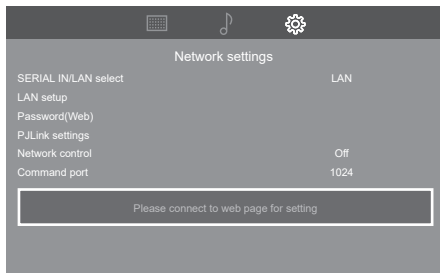 Network settings
SERIAL IN/LAN select LAN
LAN setup
Password(Web)
PJLink settings
Network control Off
Command port 1024
Please connect to web page for setting